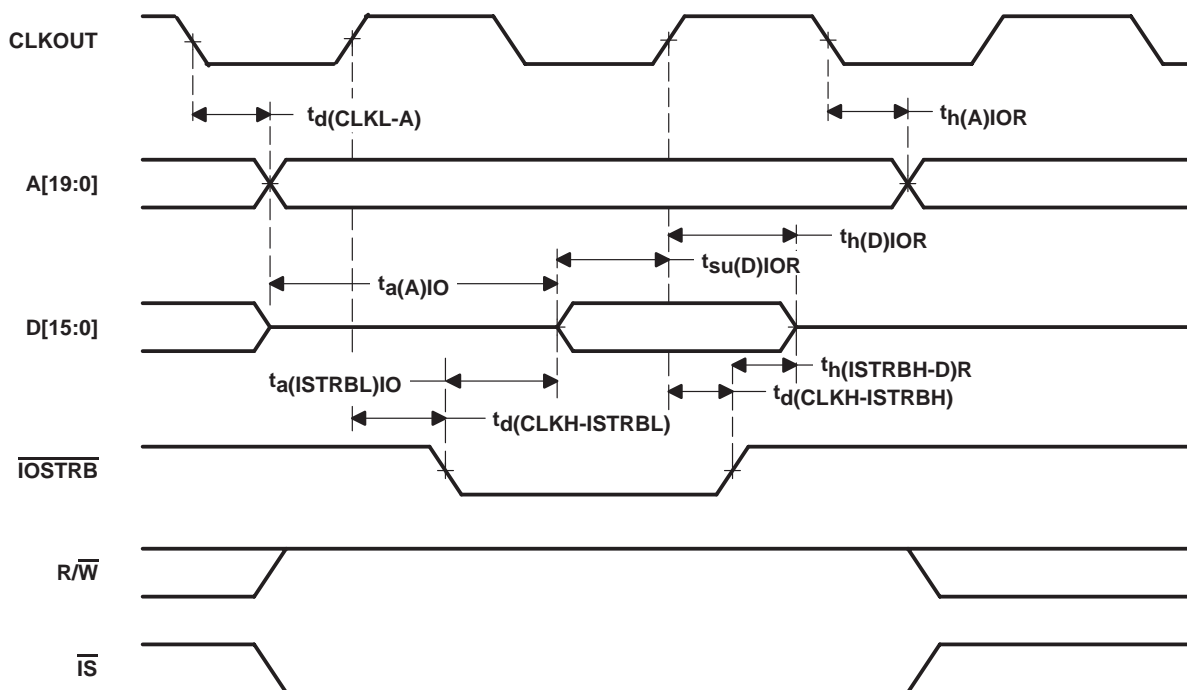 CLKOUT
td(CLKL-A)
th(A)IOR
A[19:0]
th(D)IOR
tsu(D)IOR
ta(A)IO
D[15:0]
th(ISTRBH-D)R
ta(ISTRBL)IO
td(CLKH-ISTRBH)
td(CLKH-ISTRBL)
IOSTRB
R/W
IS